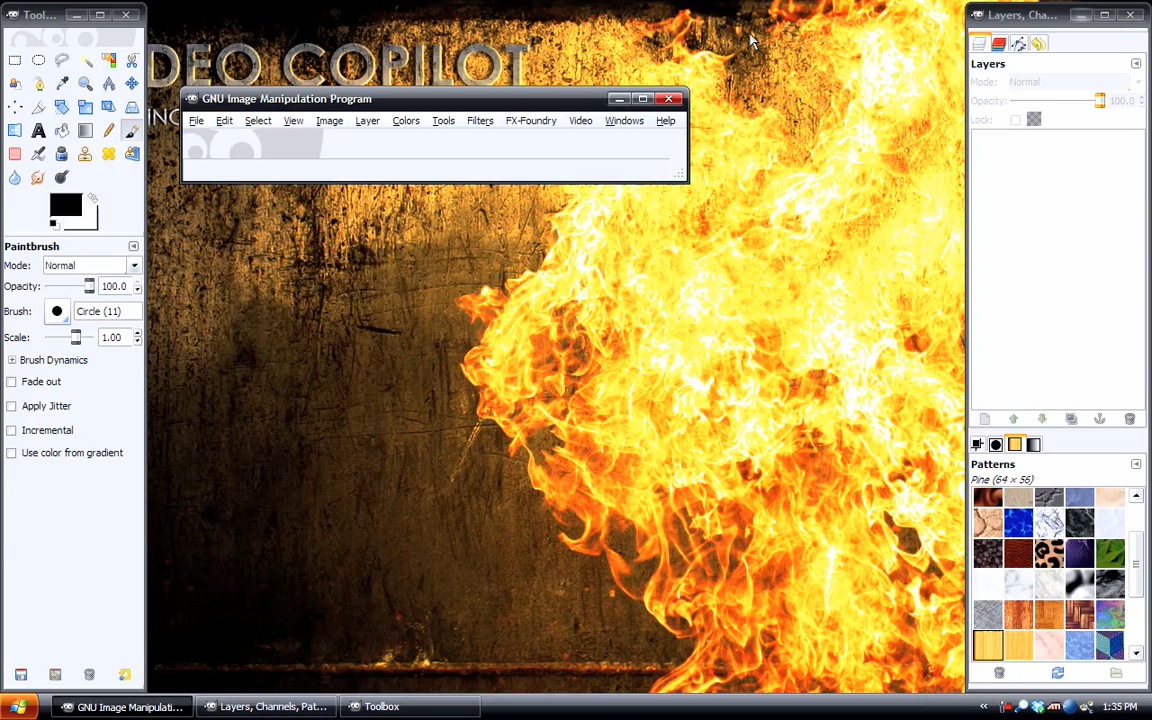 Tool...
Layers, Cha...
DEO COPILOT
GNU Image Manipulation Program
File Edit Select View Image Layer Colors Tools Filters FX-Foundry Video Windows Help
Layers
Mode: Normal
Opacity: 100.0
Lock:
Paintbrush
Mode: Normal
Opacity: 100.0
Brush: Circle (11)
Scale: 1.00
Brush Dynamics
Fade out
Apply Jitter
Incremental
Use color from gradient
Patterns
Pine (64 × 56)
GNU Image Manipulati...
Layers, Channels, Pat...
Toolbox
1:35 PM